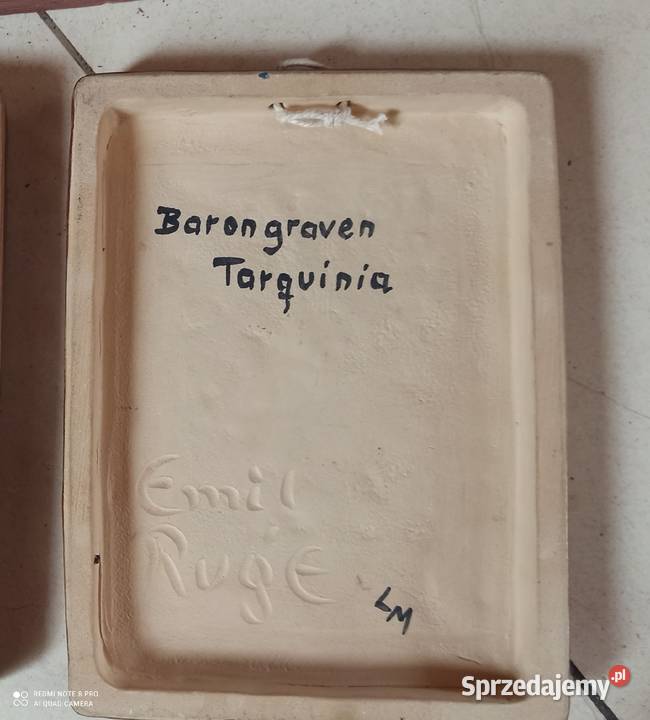 Barongraven
Tarquinia
Emil
RugE
LM
REDMI NOTE 8 PRO
AI QUAD CAMERA
Sprzedajemy.pl